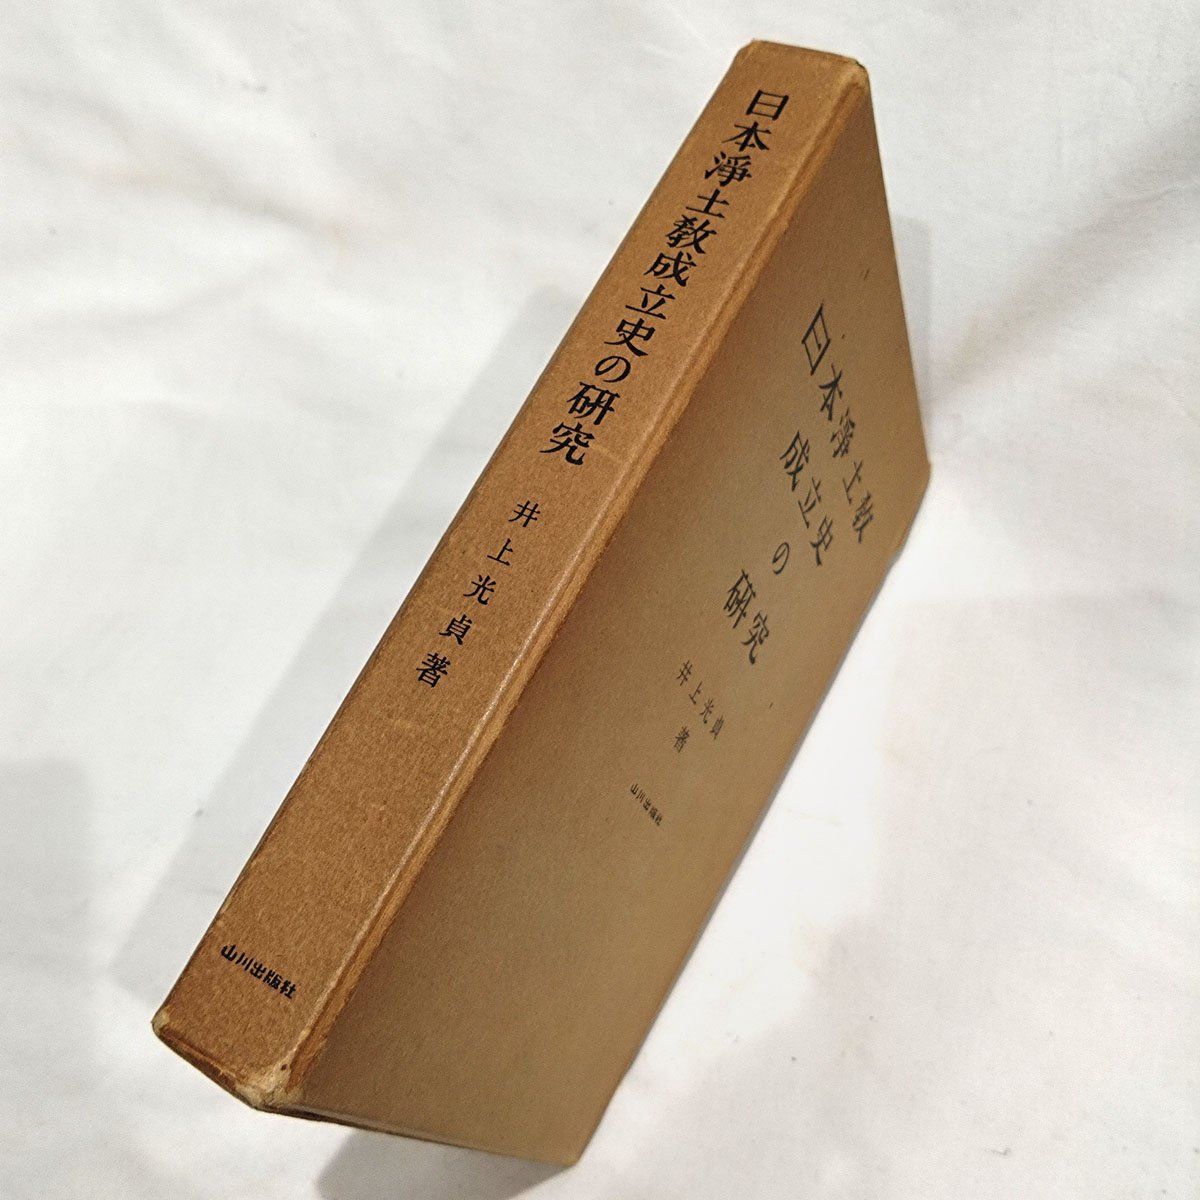 日本淨土敎成立史の研究
井上光貞著
山川出版社
日本淨土敎
成立史の
研究
井上光貞
著
山川出版社